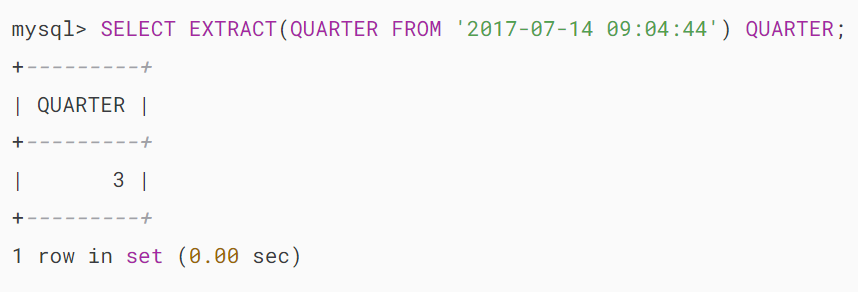 mysql> SELECT EXTRACT(QUARTER FROM '2017-07-14 09:04:44') QUARTER;
+---------+
| QUARTER |
+---------+
|       3 |
+---------+
1 row in set (0.00 sec)